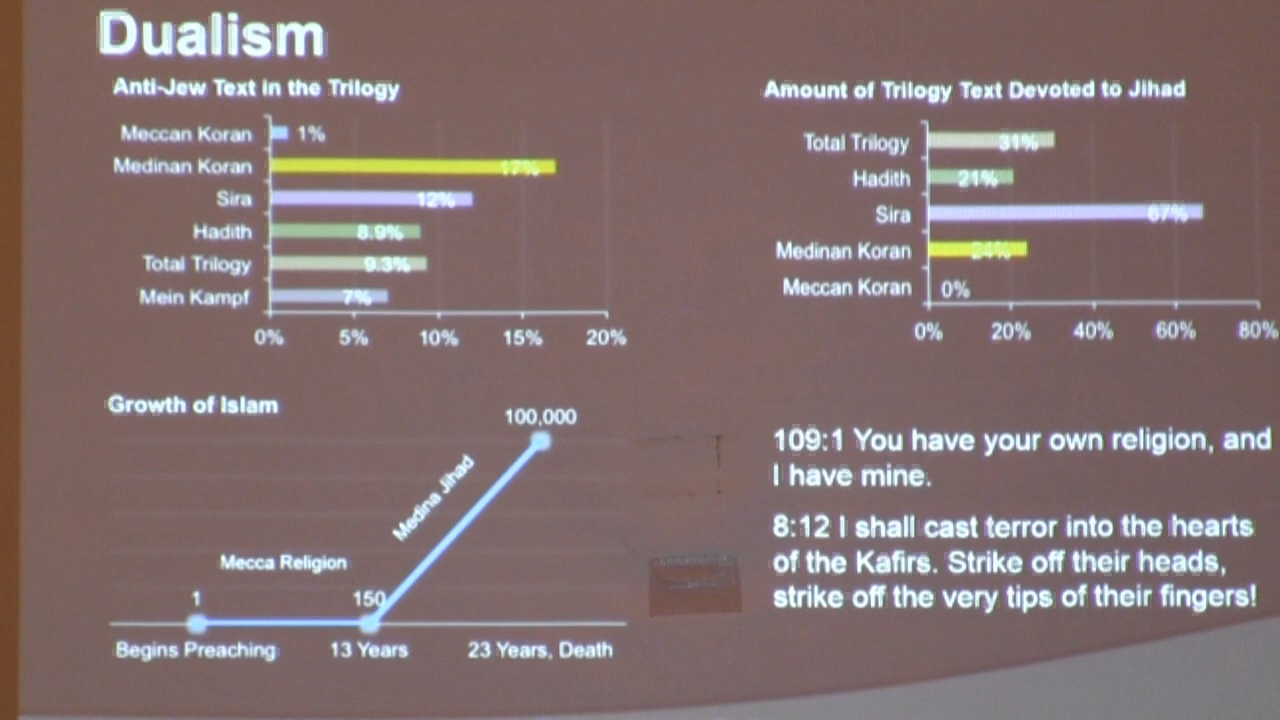 Dualism
Anti-Jew Text in the Trilogy
Meccan Koran 1%
Medinan Koran 17%
Sira 12%
Hadith 8.9%
Total Trilogy 9.3%
Mein Kampf 7%
0% 5% 10% 15% 20%
Amount of Trilogy Text Devoted to Jihad
Total Trilogy 31%
Hadith 21%
Sira 67%
Medinan Koran 24%
Meccan Koran 0%
0% 20% 40% 60% 80%
Growth of Islam
100,000
Medina Jihad
Mecca Religion
1 150
Begins Preaching 13 Years 23 Years, Death
109:1 You have your own religion, and
I have mine.
8:12 I shall cast terror into the hearts
of the Kafirs. Strike off their heads,
strike off the very tips of their fingers!